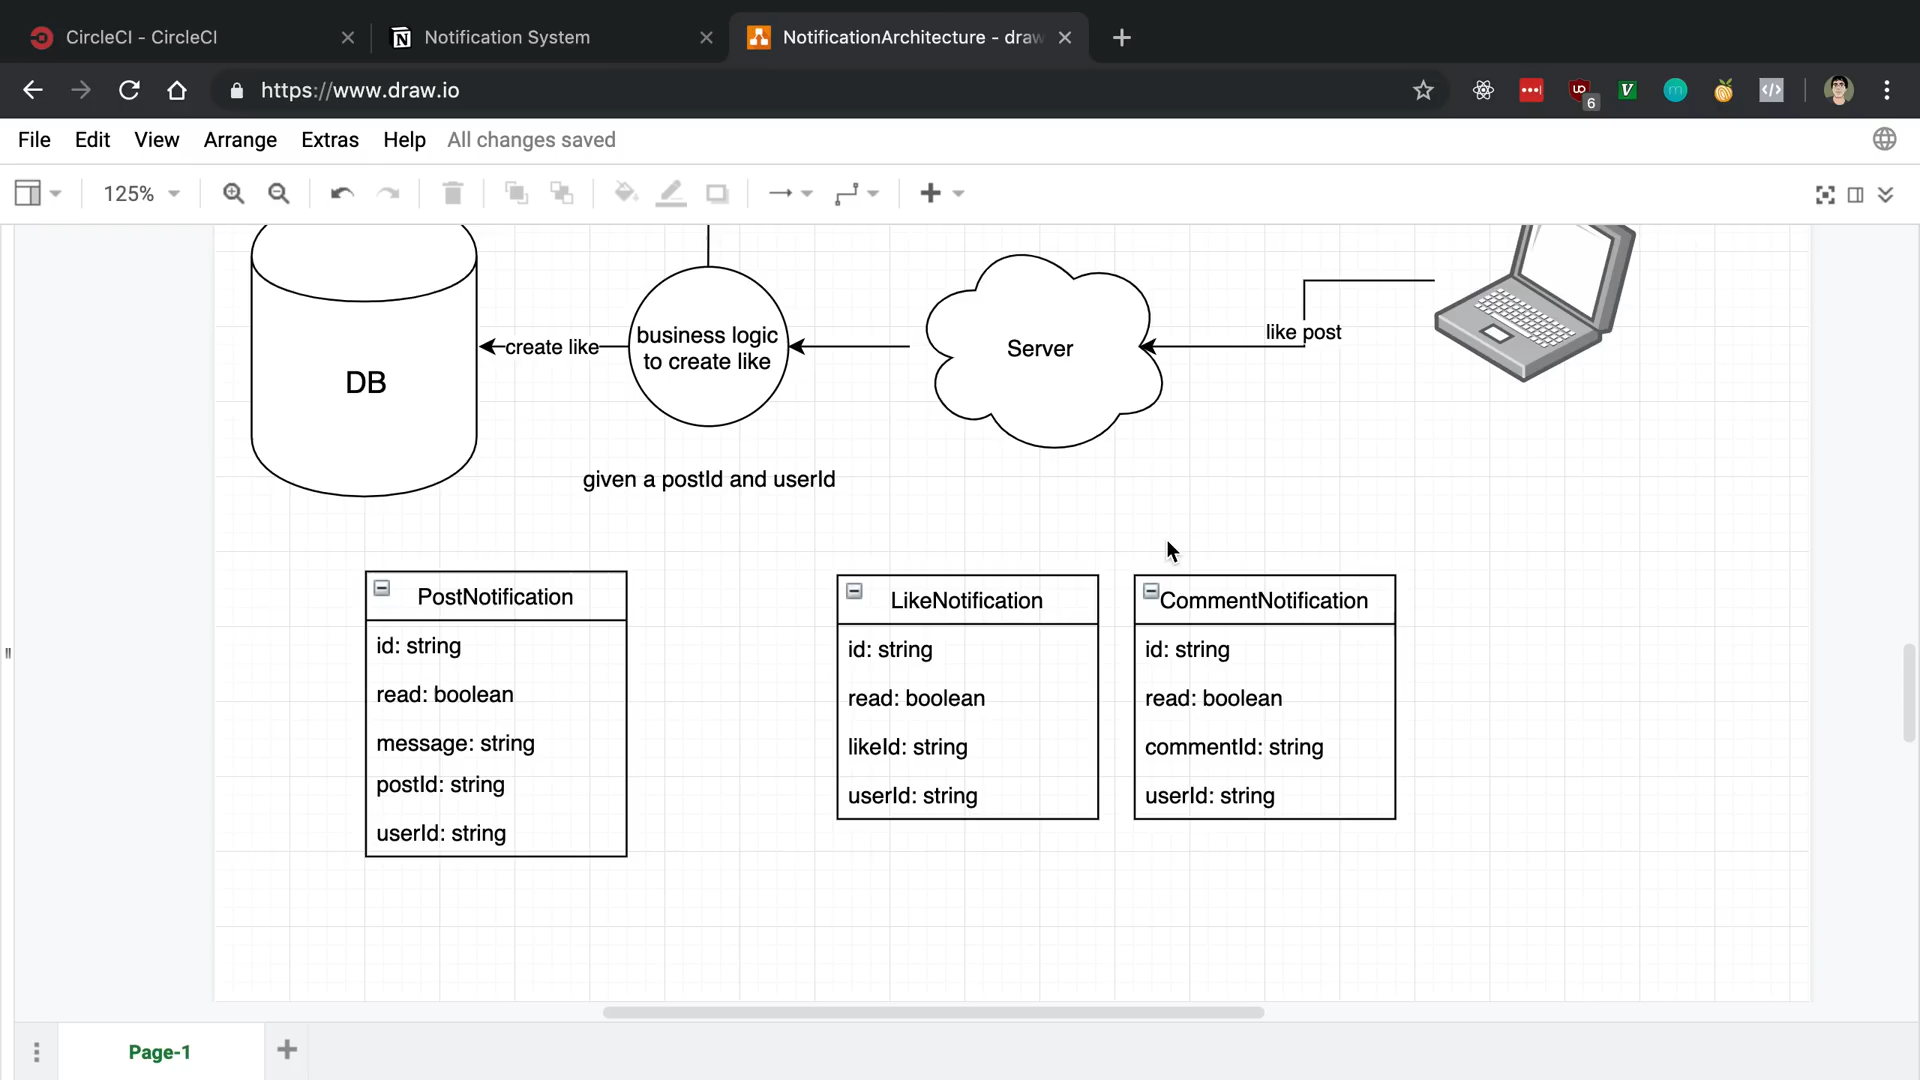 CircleCI - CircleCI
Notification System
NotificationArchitecture - draw
https://www.draw.io
6
File Edit View Arrange Extras Help All changes saved
125%
DB
create like
business logic
to create like
Server
like post
given a postId and userId
PostNotification
id: string
read: boolean
message: string
postId: string
userId: string
LikeNotification
id: string
read: boolean
likeId: string
userId: string
CommentNotification
id: string
read: boolean
commentId: string
userId: string
Page-1